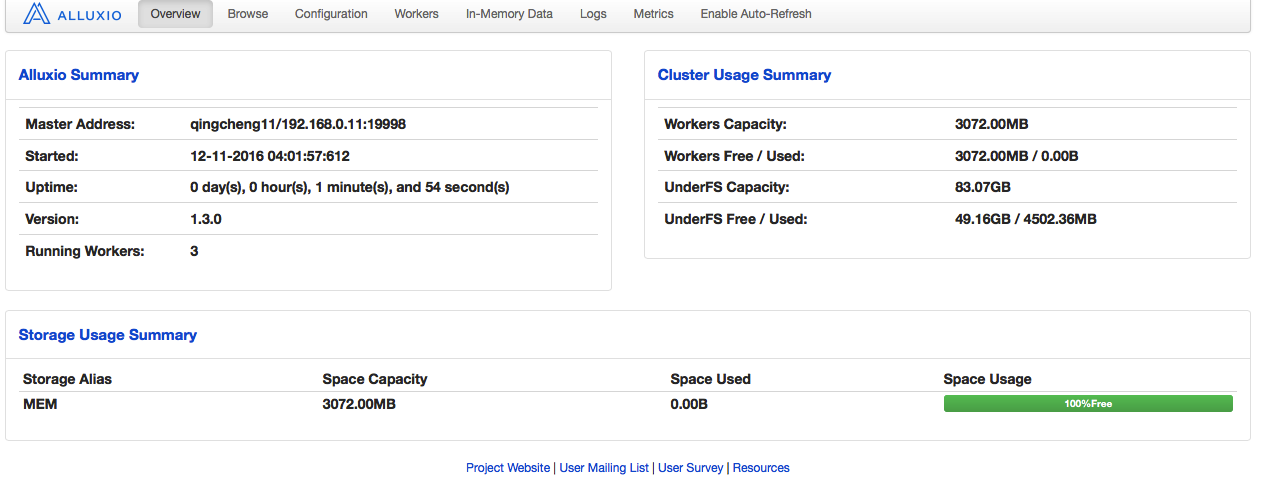 ALLUXIO Overview Browse Configuration Workers In-Memory Data Logs Metrics Enable Auto-Refresh
Alluxio Summary
Master Address: qingcheng11/192.168.0.11:19998
Started: 12-11-2016 04:01:57:612
Uptime: 0 day(s), 0 hour(s), 1 minute(s), and 54 second(s)
Version: 1.3.0
Running Workers: 3
Cluster Usage Summary
Workers Capacity: 3072.00MB
Workers Free / Used: 3072.00MB / 0.00B
UnderFS Capacity: 83.07GB
UnderFS Free / Used: 49.16GB / 4502.36MB
Storage Usage Summary
Storage Alias Space Capacity Space Used Space Usage
MEM 3072.00MB 0.00B 100%Free
Project Website | User Mailing List | User Survey | Resources